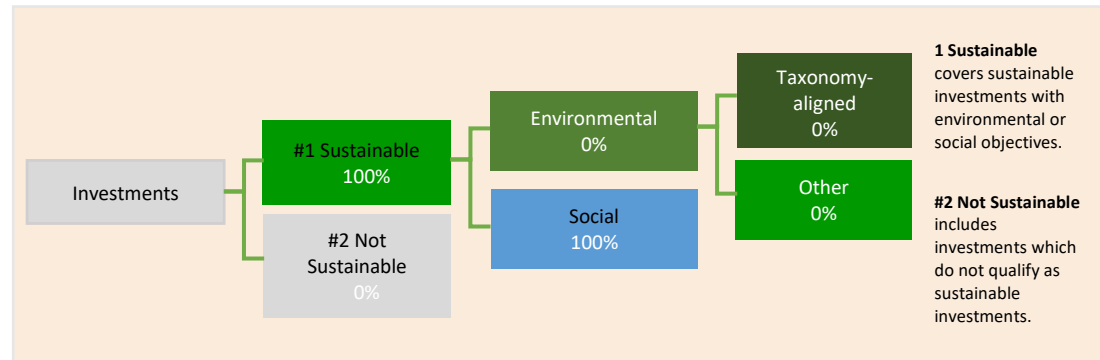 Investments
#1 Sustainable
100%
#2 Not
Sustainable
0%
Environmental
0%
Social
100%
Taxonomy-
aligned
0%
Other
0%
1 Sustainable
covers sustainable
investments with
environmental or
social objectives.
#2 Not Sustainable
includes
investments which
do not qualify as
sustainable
investments.